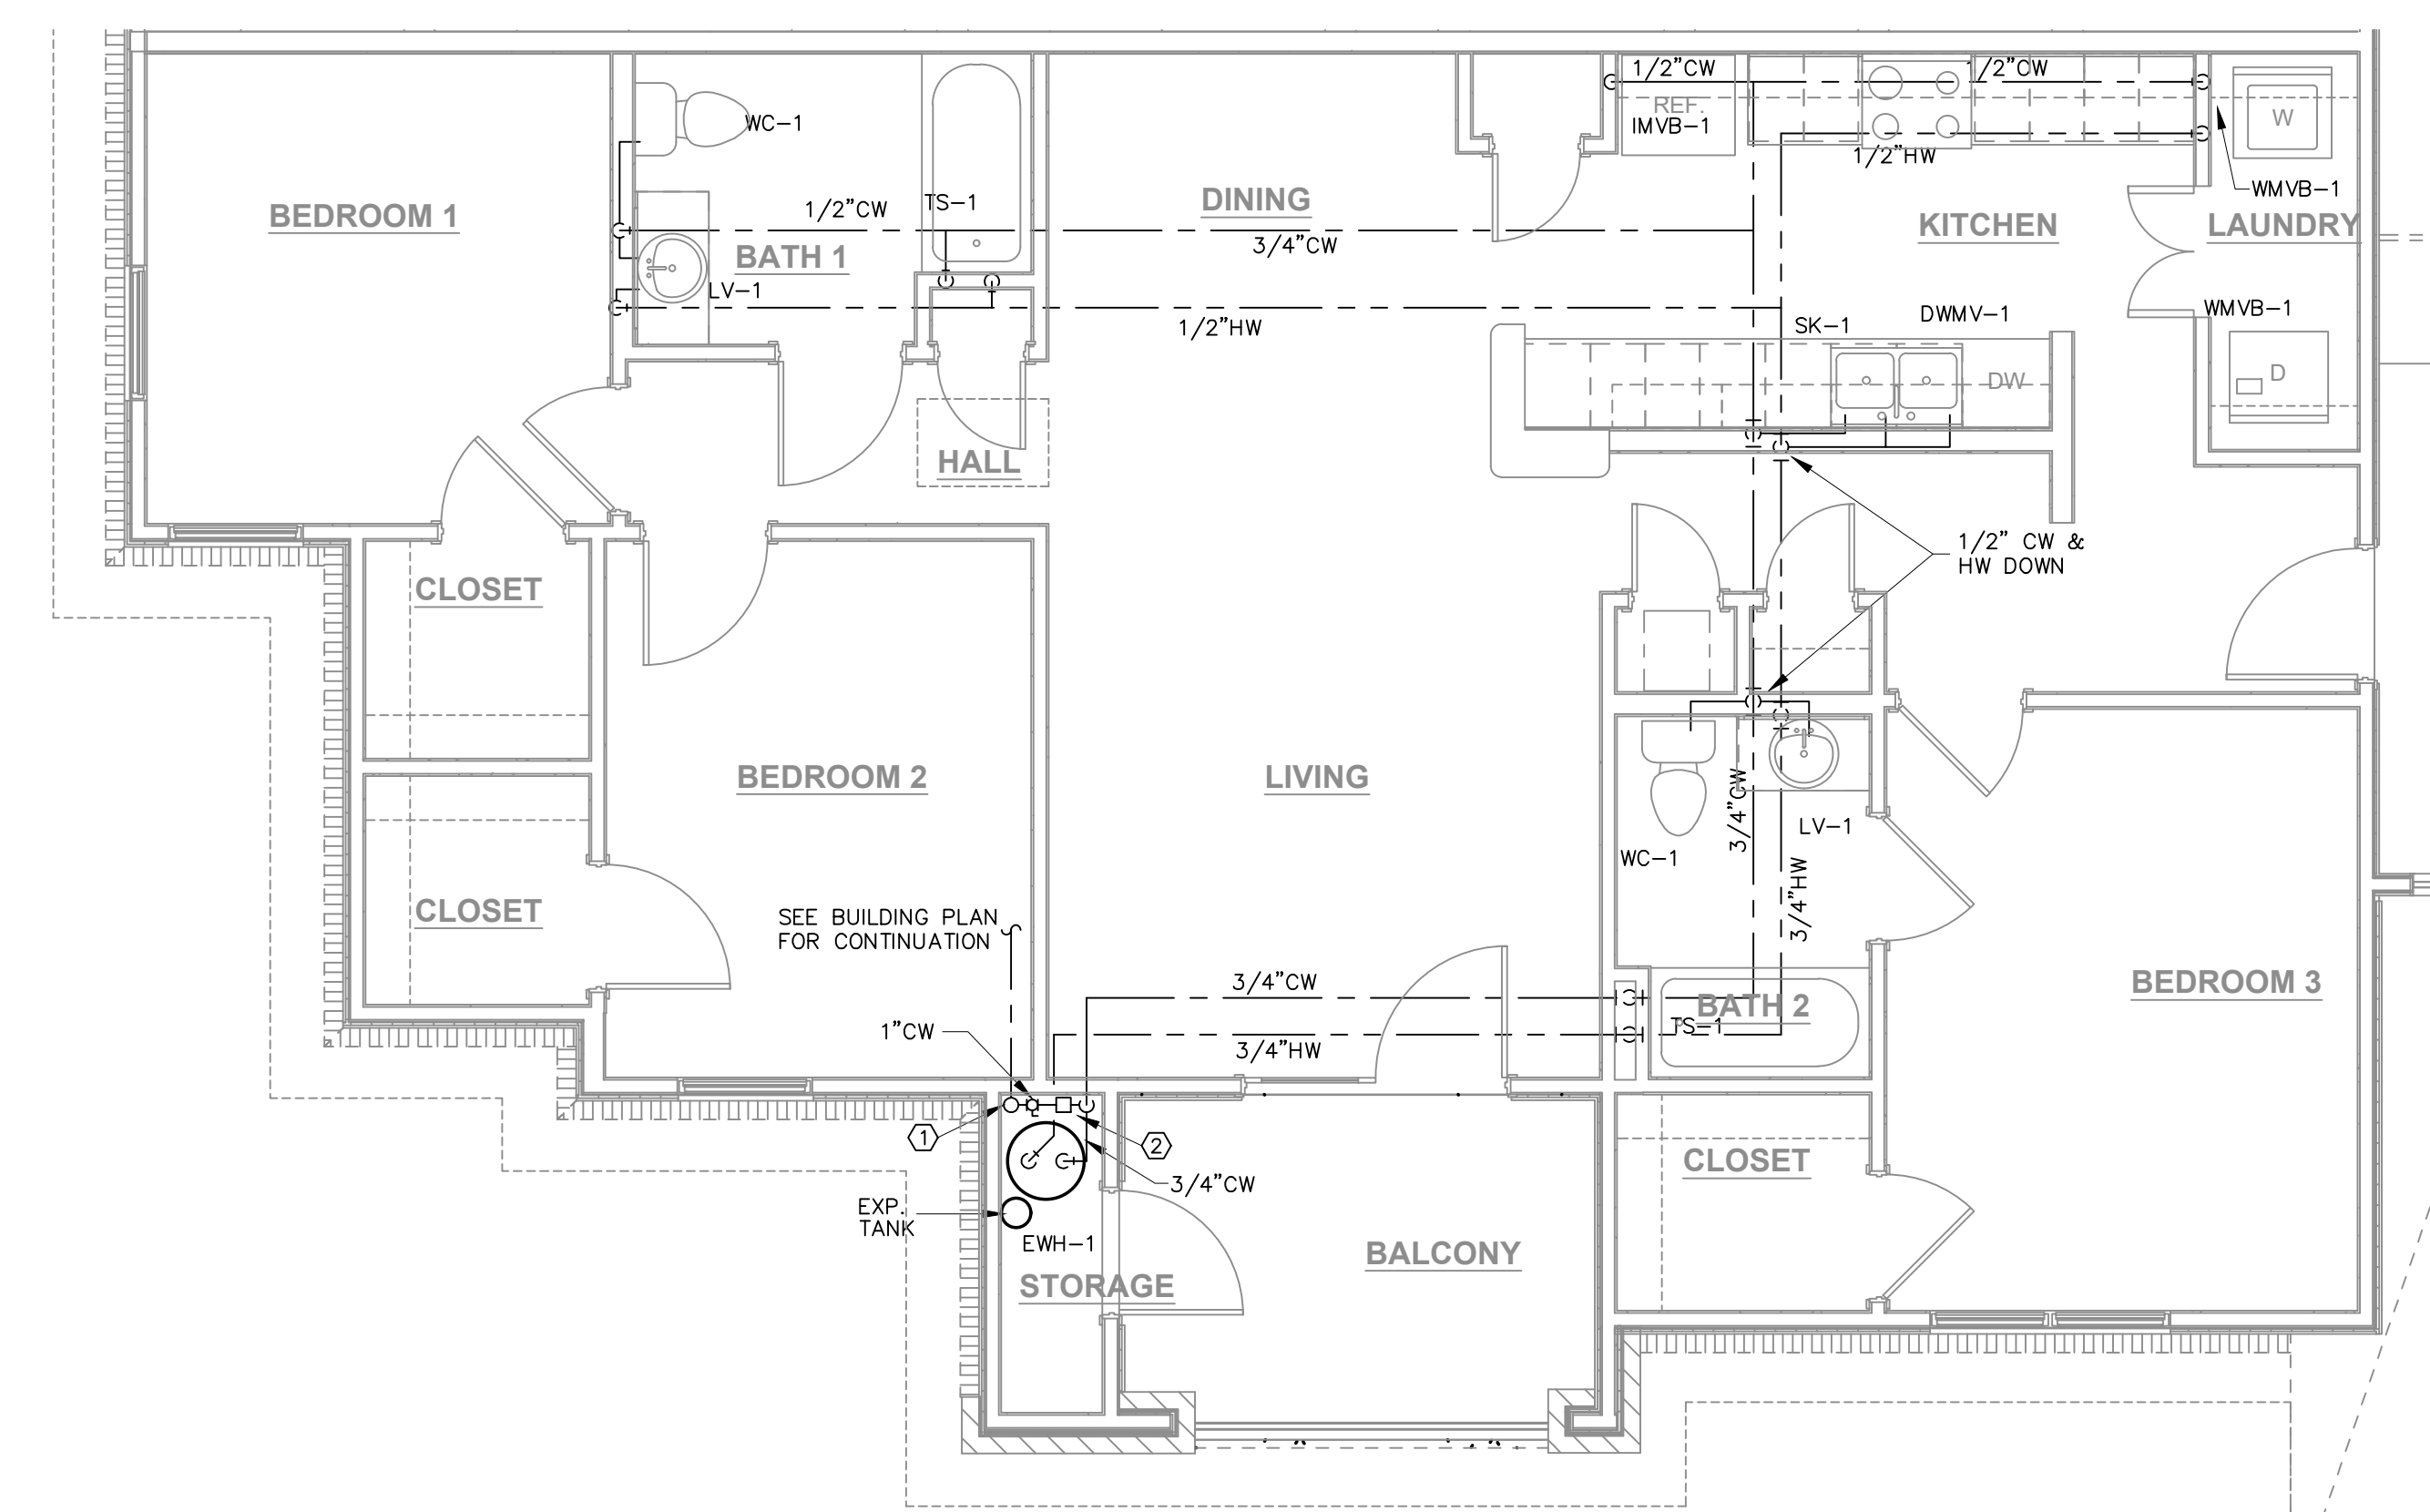 1/2"CW
1/2"CW
REF.
IMVB-1
WC-1
W
1/2"HW
WMVB-1
BEDROOM 1
1/2"CW
TS-1
DINING
KITCHEN
LAUNDRY
3/4"CW
BATH 1
LV-1
1/2"HW
SK-1
DWMV-1
WMVB-1
DW
D
HALL
1/2" CW &
HW DOWN
CLOSET
BEDROOM 2
LIVING
3/4"CW
LV-1
WC-1
3/4"HW
CLOSET
SEE BUILDING PLAN
FOR CONTINUATION
3/4"CW
BEDROOM 3
BATH 2
TS-1
1"CW
3/4"HW
1
2
CLOSET
3/4"CW
EXP.
TANK
EWH-1
BALCONY
STORAGE